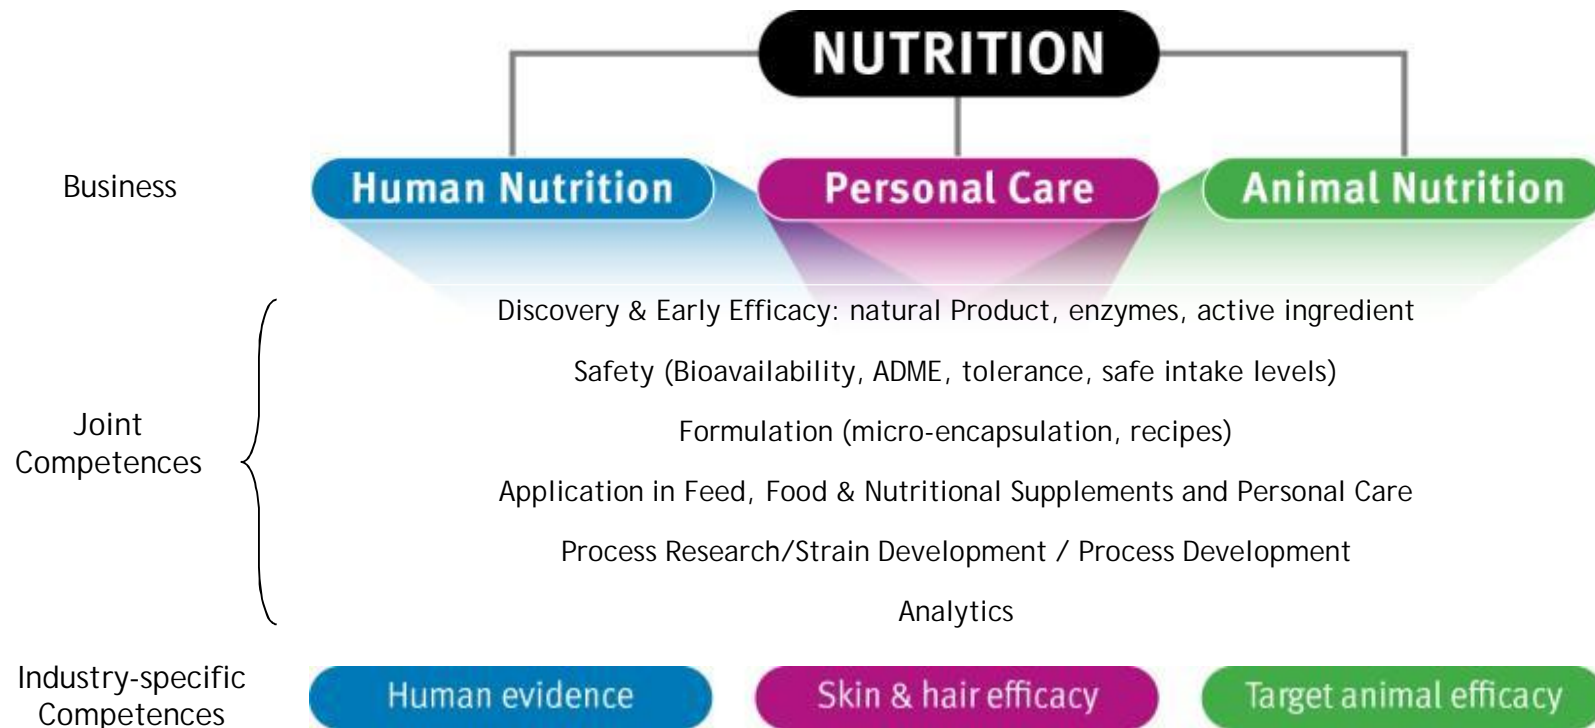 NUTRITION
Business
Human Nutrition
Personal Care
Animal Nutrition
Joint
Competences
Discovery & Early Efficacy: natural Product, enzymes, active ingredient
Safety (Bioavailability, ADME, tolerance, safe intake levels)
Formulation (micro-encapsulation, recipes)
Application in Feed, Food & Nutritional Supplements and Personal Care
Process Research/Strain Development / Process Development
Analytics
Industry-specific
Competences
Human evidence
Skin & hair efficacy
Target animal efficacy